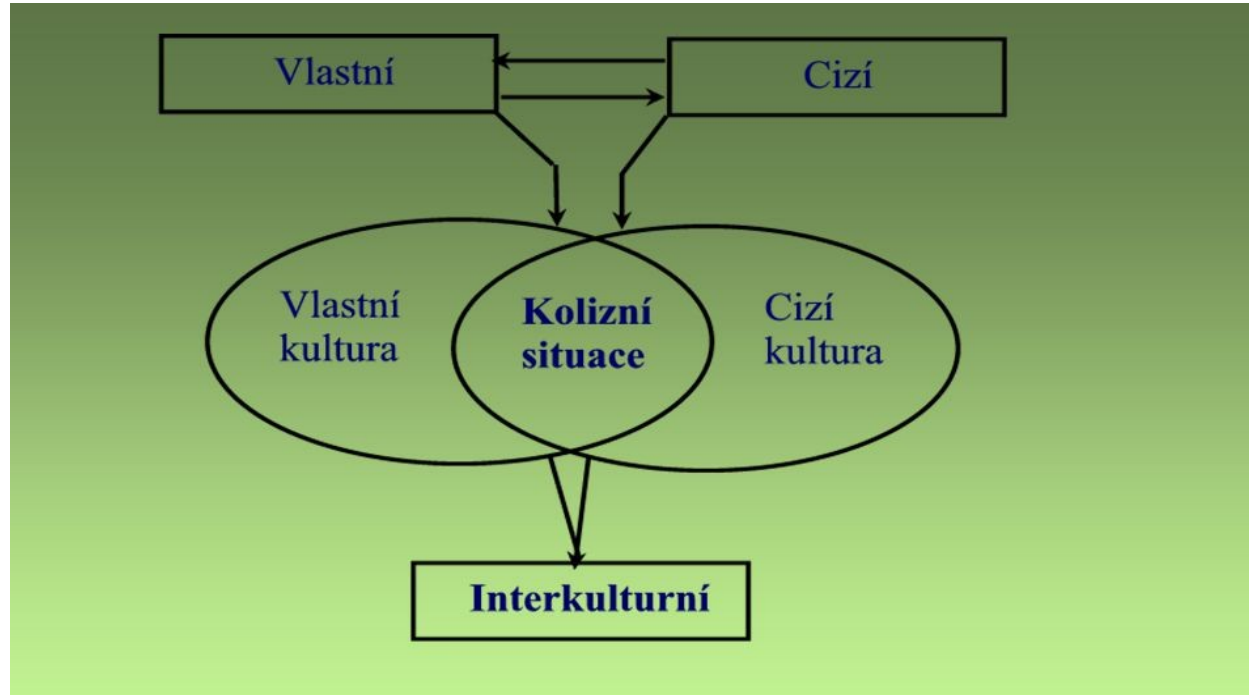 Vlastní
Cizí
Vlastní
kultura
Kolizní
situace
Cizí
kultura
Interkulturní